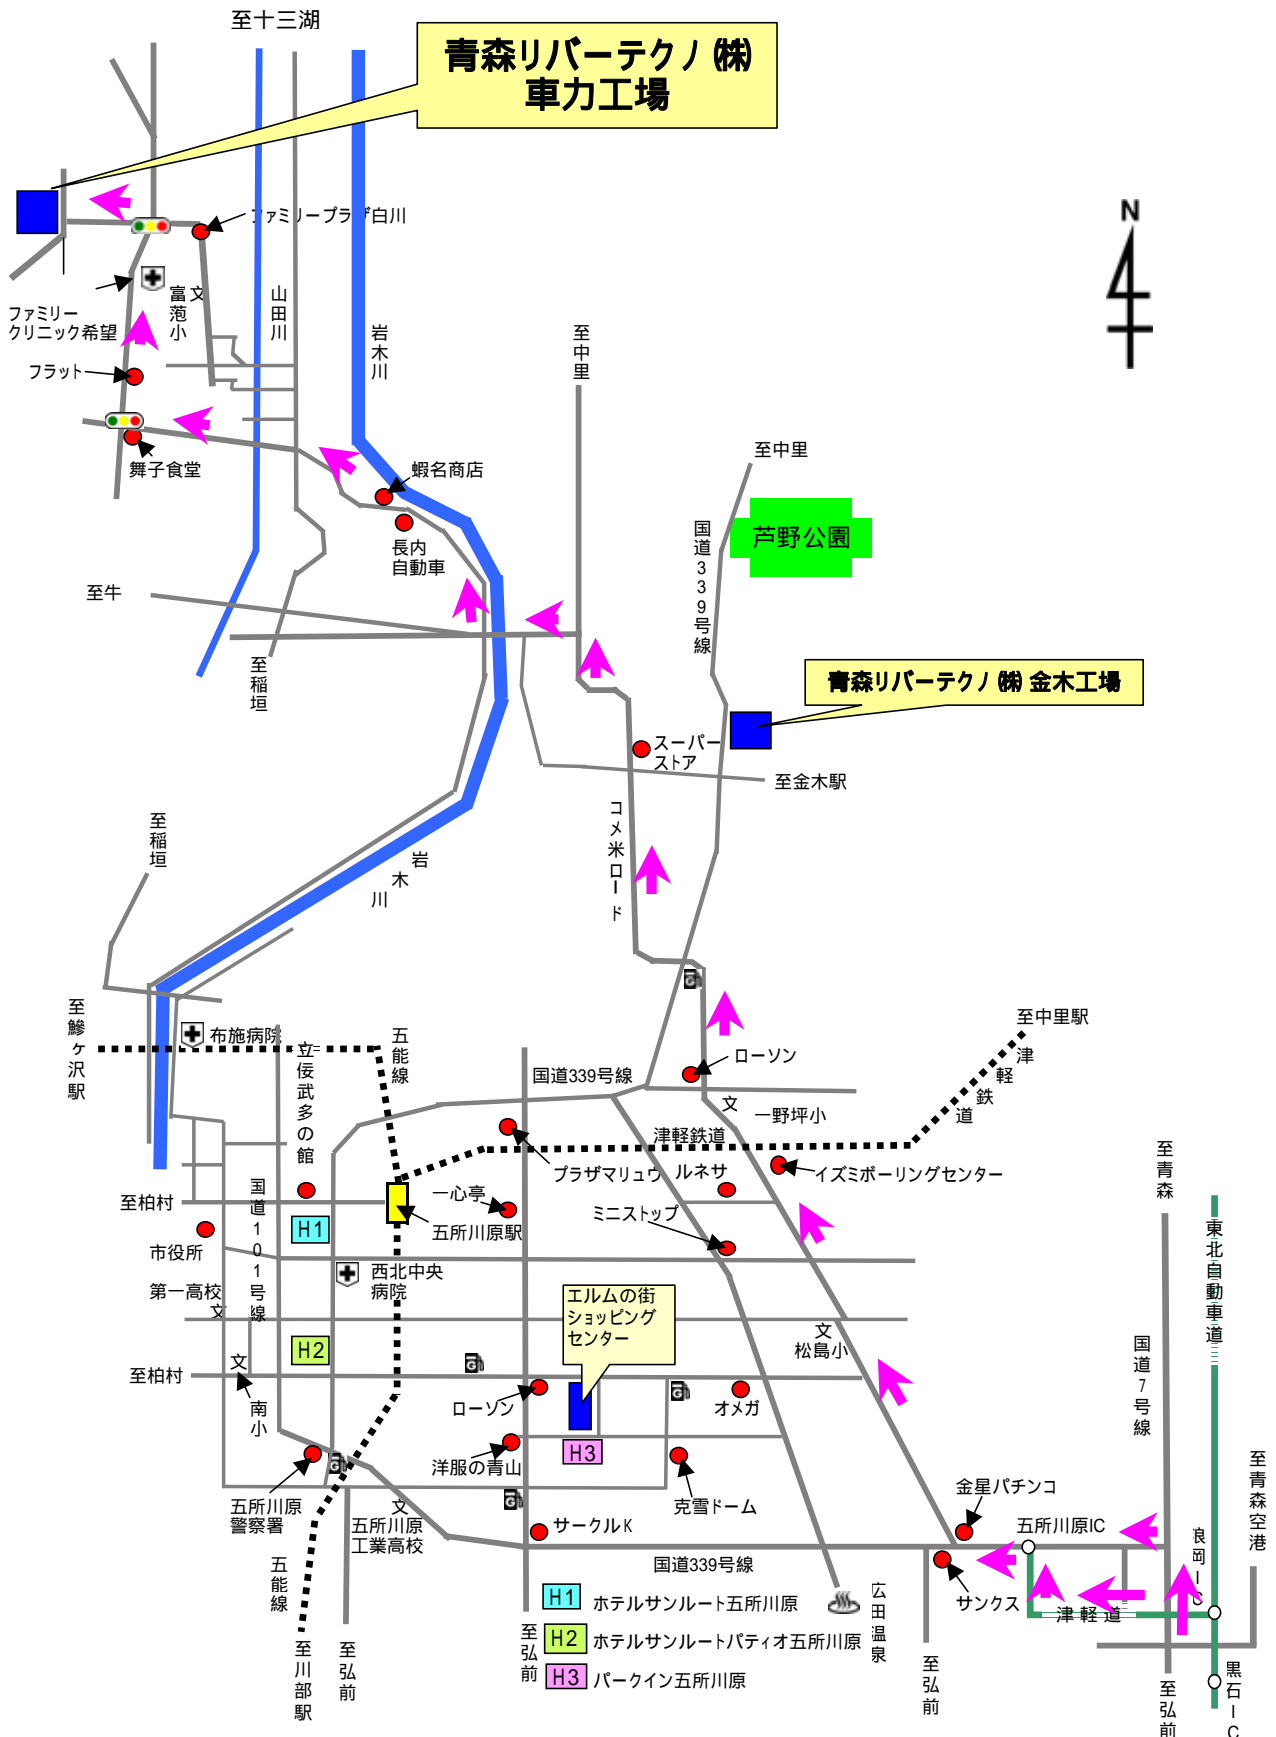 至十三湖
青森リバーテクノ㈱
車力工場
ファミリープラザ白川
N
ファミリー
クリニック希望
富萢小
文
山田川
岩木川
至中里
フラット
舞子食堂
蝦名商店
至中里
長内
自動車
国道339号線
芦野公園
至牛
至稲垣
青森リバーテクノ㈱金木工場
スーパー
ストア
至金木駅
コメ米ロード
至稲垣
岩木川
至鰺ヶ沢駅
布施病院
立佞武多の館
五能線
国道339号線
ローソン
至中里駅
津軽鉄道
文
一野坪小
津軽鉄道
プラザマリュウ
ルネサ
イズミボーリングセンター
至青森
至柏村
国道101号線
一心亭
H1
五所川原駅
ミニストップ
市役所
東北自動車道
第一高校
文
西北中央
病院
エルムの街
ショッピング
センター
文
松島小
国道7号線
H2
文
至柏村
南小
ローソン
オメガ
洋服の青山
H3
克雪ドーム
至青森空港
金星パチンコ
五所川原
警察署
文
五所川原
工業高校
サークルK
五所川原IC
国道339号線
浪岡IC
五能線
サンクス
津軽道
H1
ホテルサンルート五所川原
広田温泉
H2
ホテルサンルートパティオ五所川原
H3
パークイン五所川原
至川部駅
至弘前
至弘前
至弘前
至弘前
黒石IC